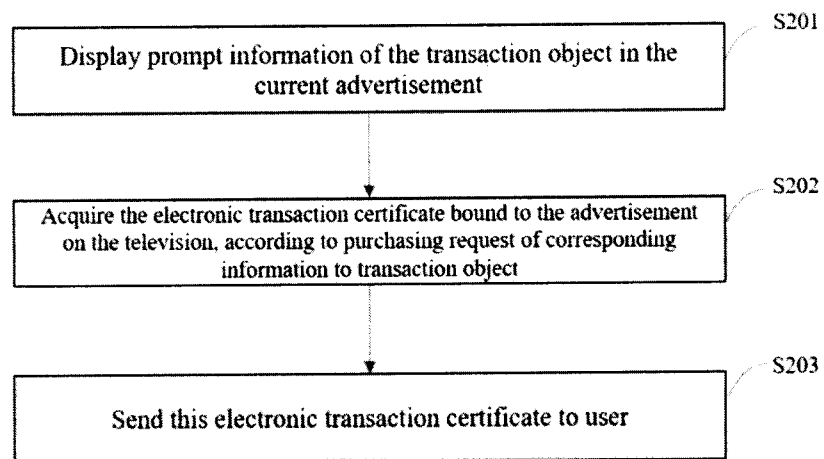 S201
Display prompt information of the transaction object in the
current advertisement
S202
Acquire the electronic transaction certificate bound to the advertisement
on the television, according to purchasing request of corresponding
information to transaction object
S203
Send this electronic transaction certificate to user